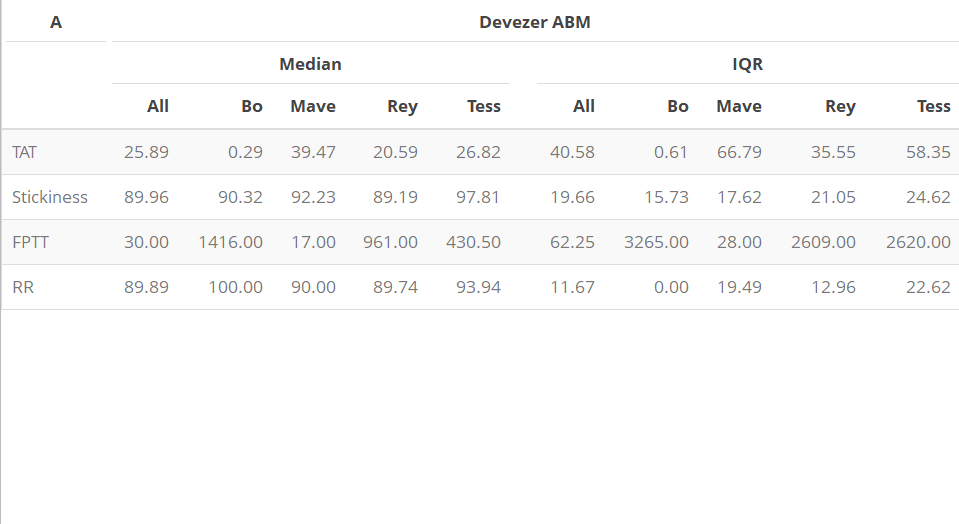 A Devezer ABM
Median IQR
All Bo Mave Rey Tess All Bo Mave Rey Tess
TAT 25.89 0.29 39.47 20.59 26.82 40.58 0.61 66.79 35.55 58.35
Stickiness 89.96 90.32 92.23 89.19 97.81 19.66 15.73 17.62 21.05 24.62
FPTT 30.00 1416.00 17.00 961.00 430.50 62.25 3265.00 28.00 2609.00 2620.00
RR 89.89 100.00 90.00 89.74 93.94 11.67 0.00 19.49 12.96 22.62